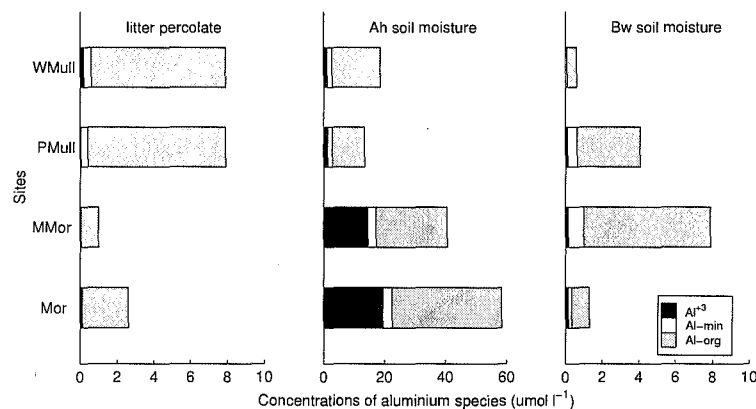 litter percolate
Ah soil moisture
Bw soil moisture
WMull
PMull
MMor
Mor
Sites
Al+3
Al−min
Al−org
0 2 4 6 8 10
0 20 40 60
0 2 4 6 8 10
Concentrations of aluminium species (umol l−1)